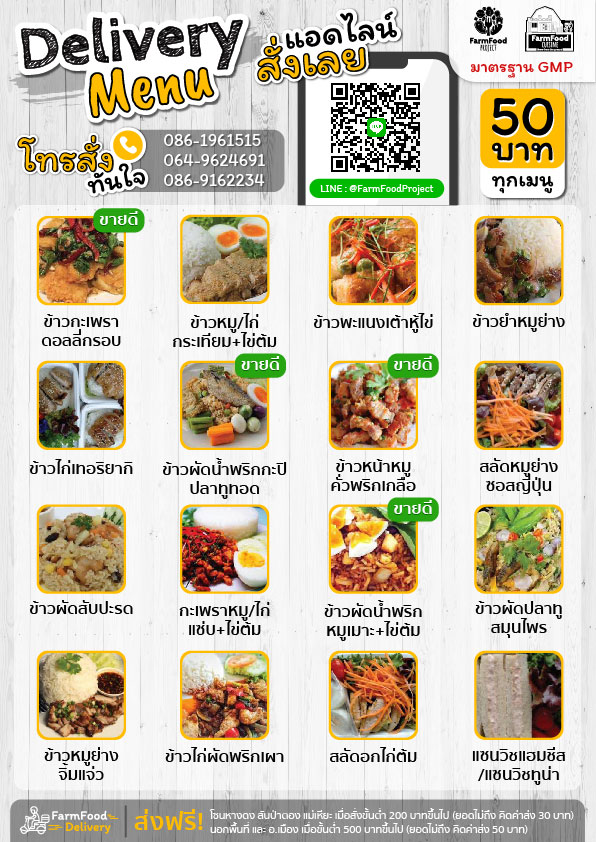 Delivery
Menu
แอดไลน์
สั่งเลย
FarmFood
PROJECT
FarmFood
CUISINE
มาตรฐาน GMP
โทรสั่ง
ทันใจ
086-1961515
064-9624691
086-9162234
LINE
LINE : @FarmFoodProject
50
บาท
ทุกเมนู
ขายดี
ข้าวกะเพรา
ดอลลี่กรอบ
ข้าวหมู/ไก่
กระเทียม+ไข่ต้ม
ข้าวพะแนงเต้าหู้ไข่
ข้าวยำหมูย่าง
ข้าวไก่เทอริยากิ
ขายดี
ข้าวผัดน้ำพริกกะปิ
ปลาทูทอด
ขายดี
ข้าวหน้าหมู
คั่วพริกเกลือ
สลัดหมูย่าง
ซอสญี่ปุ่น
ข้าวผัดสับปะรด
กะเพราหมู/ไก่
แซ่บ+ไข่ต้ม
ขายดี
ข้าวผัดน้ำพริก
หมูเมาะ+ไข่ต้ม
ข้าวผัดปลาทู
สมุนไพร
ข้าวหมูย่าง
จิ้มแจ่ว
ข้าวไก่ผัดพริกเผา
สลัดอกไก่ต้ม
แซนวิชแฮมชีส
/แซนวิชทูน่า
FarmFood
Delivery
ส่งฟรี!
โซนหางดง สันป่าตอง แม่เหียะ เมื่อสั่งขั้นต่ำ 200 บาทขึ้นไป (ยอดไม่ถึง คิดค่าส่ง 30 บาท)
นอกพื้นที่ และ อ.เมือง เมื่อขั้นต่ำ 500 บาทขึ้นไป (ยอดไม่ถึง คิดค่าส่ง 50 บาท)